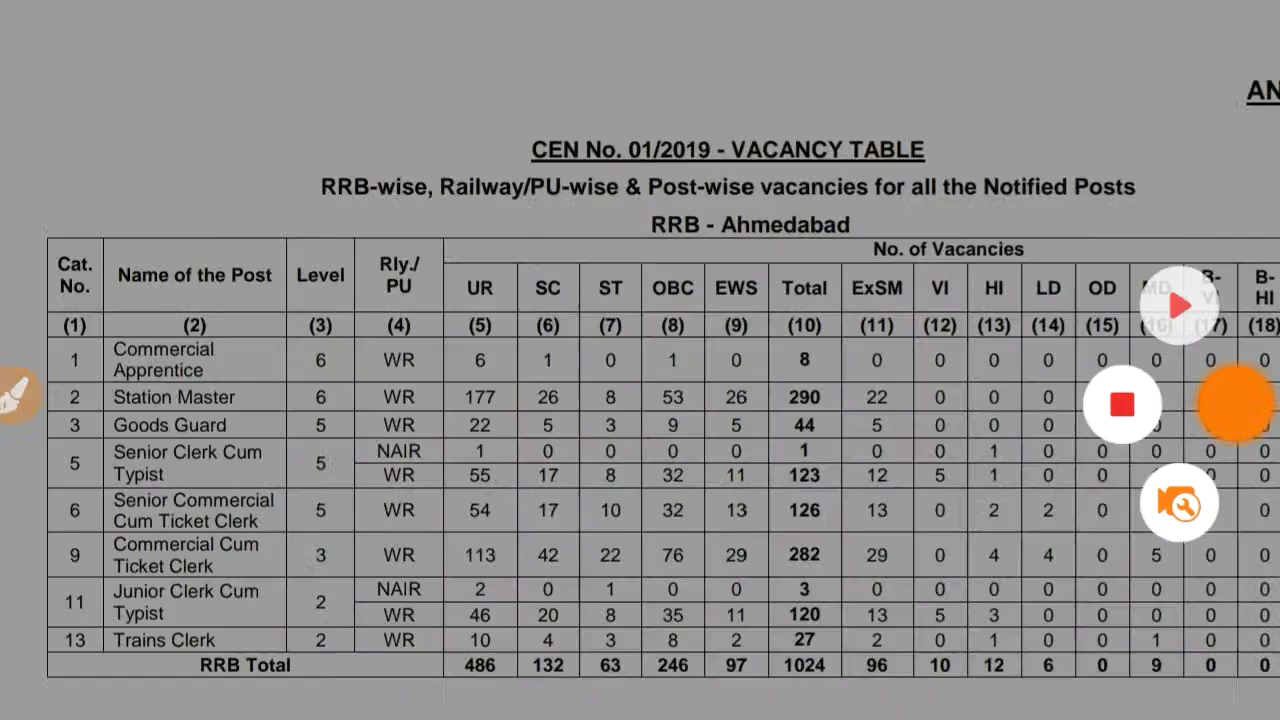 AN
CEN No. 01/2019 - VACANCY TABLE
RRB-wise, Railway/PU-wise & Post-wise vacancies for all the Notified Posts
RRB - Ahmedabad
Cat. No. Name of the Post Level Rly./ PU No. of Vacancies
UR SC ST OBC EWS Total ExSM VI HI LD OD MD B-VI B-HI
(1) (2) (3) (4) (5) (6) (7) (8) (9) (10) (11) (12) (13) (14) (15) (16) (17) (18)
1 Commercial Apprentice 6 WR 6 1 0 1 0 8 0 0 0 0 0 0 0 0
2 Station Master 6 WR 177 26 8 53 26 290 22 0 0 0
3 Goods Guard 5 WR 22 5 3 9 5 44 5 0 0 0 0 0 0
5 Senior Clerk Cum Typist 5 NAIR 1 0 0 0 0 1 0 0 1 0 0 0 0 0
WR 55 17 8 32 11 123 12 5 1 0 0 0 0
6 Senior Commercial Cum Ticket Clerk 5 WR 54 17 10 32 13 126 13 0 2 2 0 0
9 Commercial Cum Ticket Clerk 3 WR 113 42 22 76 29 282 29 0 4 4 0 5 0 0
11 Junior Clerk Cum Typist 2 NAIR 2 0 1 0 0 3 0 0 0 0 0 0 0 0
WR 46 20 8 35 11 120 13 5 3 0 0 0 0 0
13 Trains Clerk 2 WR 10 4 3 8 2 27 2 0 1 0 0 1 0 0
RRB Total 486 132 63 246 97 1024 96 10 12 6 0 9 0 0